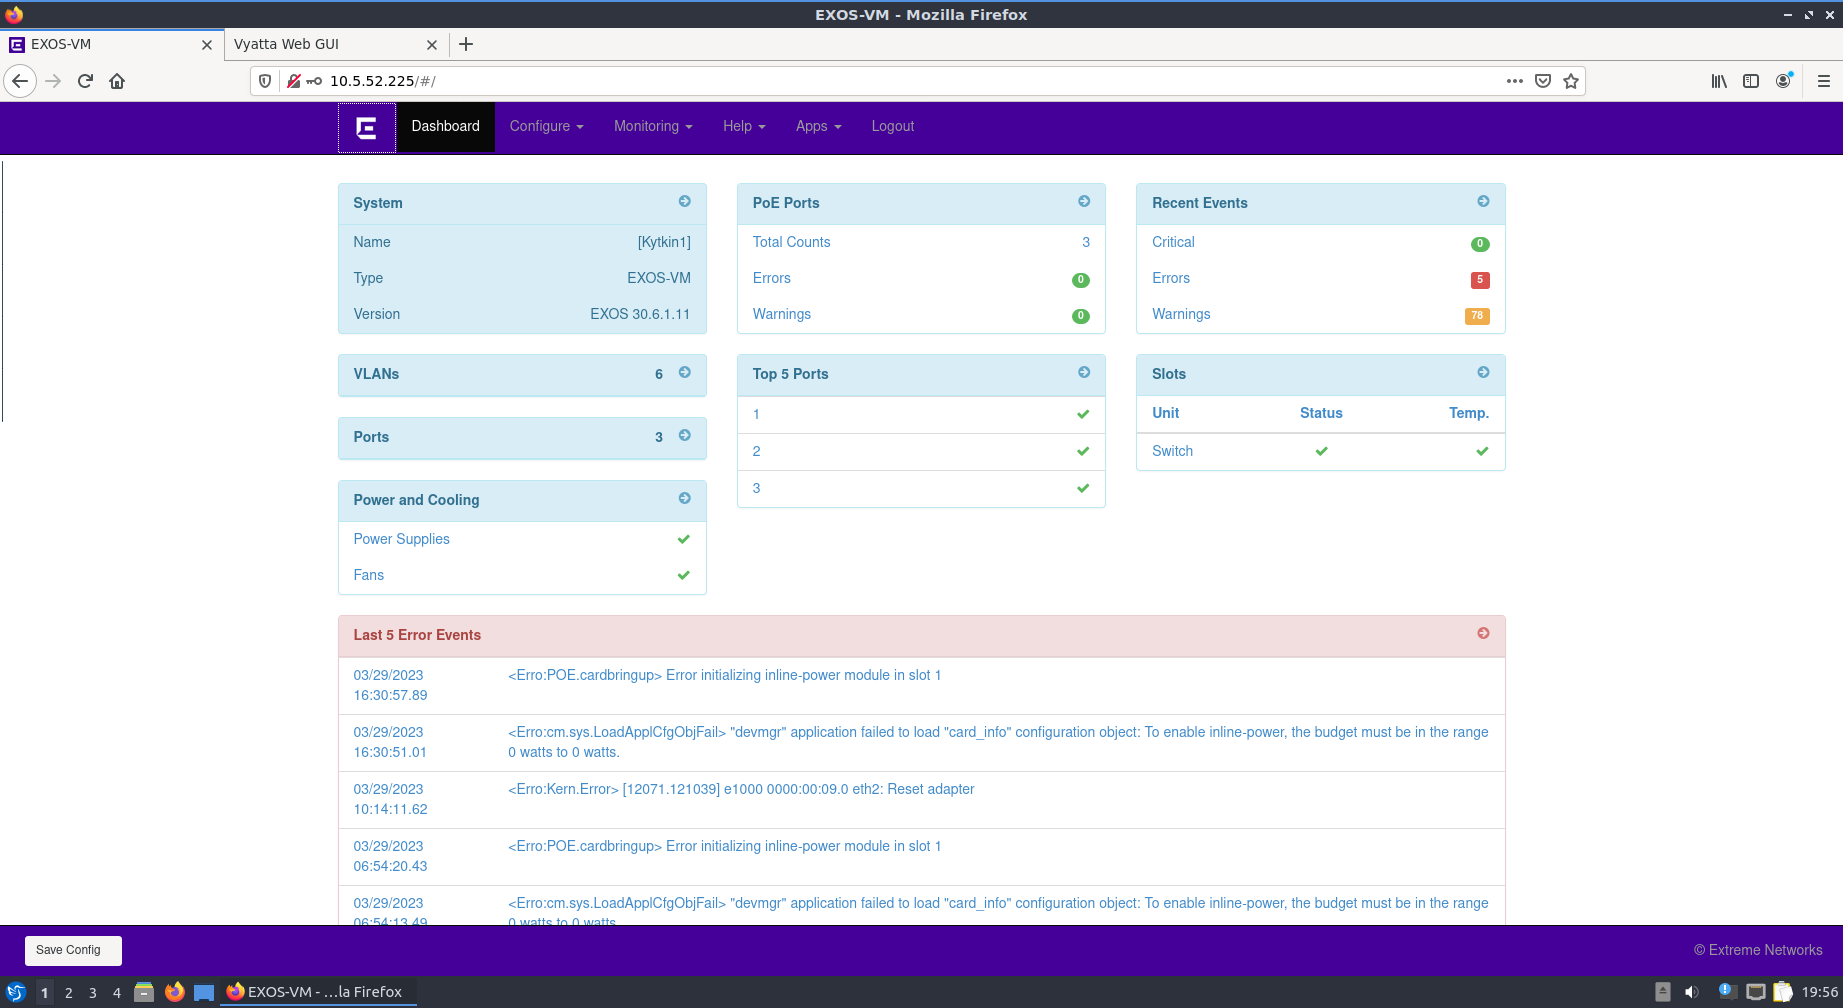 EXOS-VM - Mozilla Firefox
EXOS-VM
Vyatta Web GUI
10.5.52.225/#/
Dashboard
Configure
Monitoring
Help
Apps
Logout
System
Name [Kytkin1]
Type EXOS-VM
Version EXOS 30.6.1.11
VLANs 6
Ports 3
Power and Cooling
Power Supplies
Fans
PoE Ports
Total Counts 3
Errors 0
Warnings 0
Top 5 Ports
1
2
3
Recent Events
Critical 0
Errors 5
Warnings 78
Slots
Unit Status Temp.
Switch
Last 5 Error Events
03/29/2023 <Erro:POE.cardbringup> Error initializing inline-power module in slot 1
16:30:57.89
03/29/2023 <Erro:cm.sys.LoadApplCfgObjFail> "devmgr" application failed to load "card_info" configuration object: To enable inline-power, the budget must be in the range
16:30:51.01 0 watts to 0 watts.
03/29/2023 <Erro:Kern.Error> [12071.121039] e1000 0000:00:09.0 eth2: Reset adapter
10:14:11.62
03/29/2023 <Erro:POE.cardbringup> Error initializing inline-power module in slot 1
06:54:20.43
03/29/2023 <Erro:cm.sys.LoadApplCfgObjFail> "devmgr" application failed to load "card_info" configuration object: To enable inline-power, the budget must be in the range
06:54:13.49 0 watts to 0 watts
Save Config
© Extreme Networks
1 2 3 4
EXOS-VM - ...la Firefox
19:56